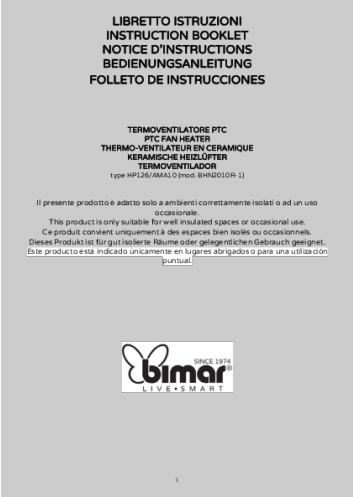 LIBRETTO ISTRUZIONI
INSTRUCTION BOOKLET
NOTICE D'INSTRUCTIONS
BEDIENUNGSANLEITUNG
FOLLETO DE INSTRUCCIONES
TERMOVENTILATORE PTC
PTC FAN HEATER
THERMO-VENTILATEUR EN CERAMIQUE
KERAMISCHE HEIZLÜFTER
TERMOVENTILADOR
type HP126/AMA10 (mod. BHN2010R-1)
Il presente prodotto è adatto solo a ambienti correttamente isolati o ad un uso
occasionale.
This product is only suitable for well insulated spaces or occasional use.
Ce produit convient uniquement à des espaces bien isolés ou occasionnels.
Dieses Produkt ist für gut isolierte Räume oder gelegentlichen Gebrauch geeignet.
Este producto está indicado únicamente en lugares abrigados o para una utilización
puntual.
SINCE 1974
bimar®
LIVE•SMART
1